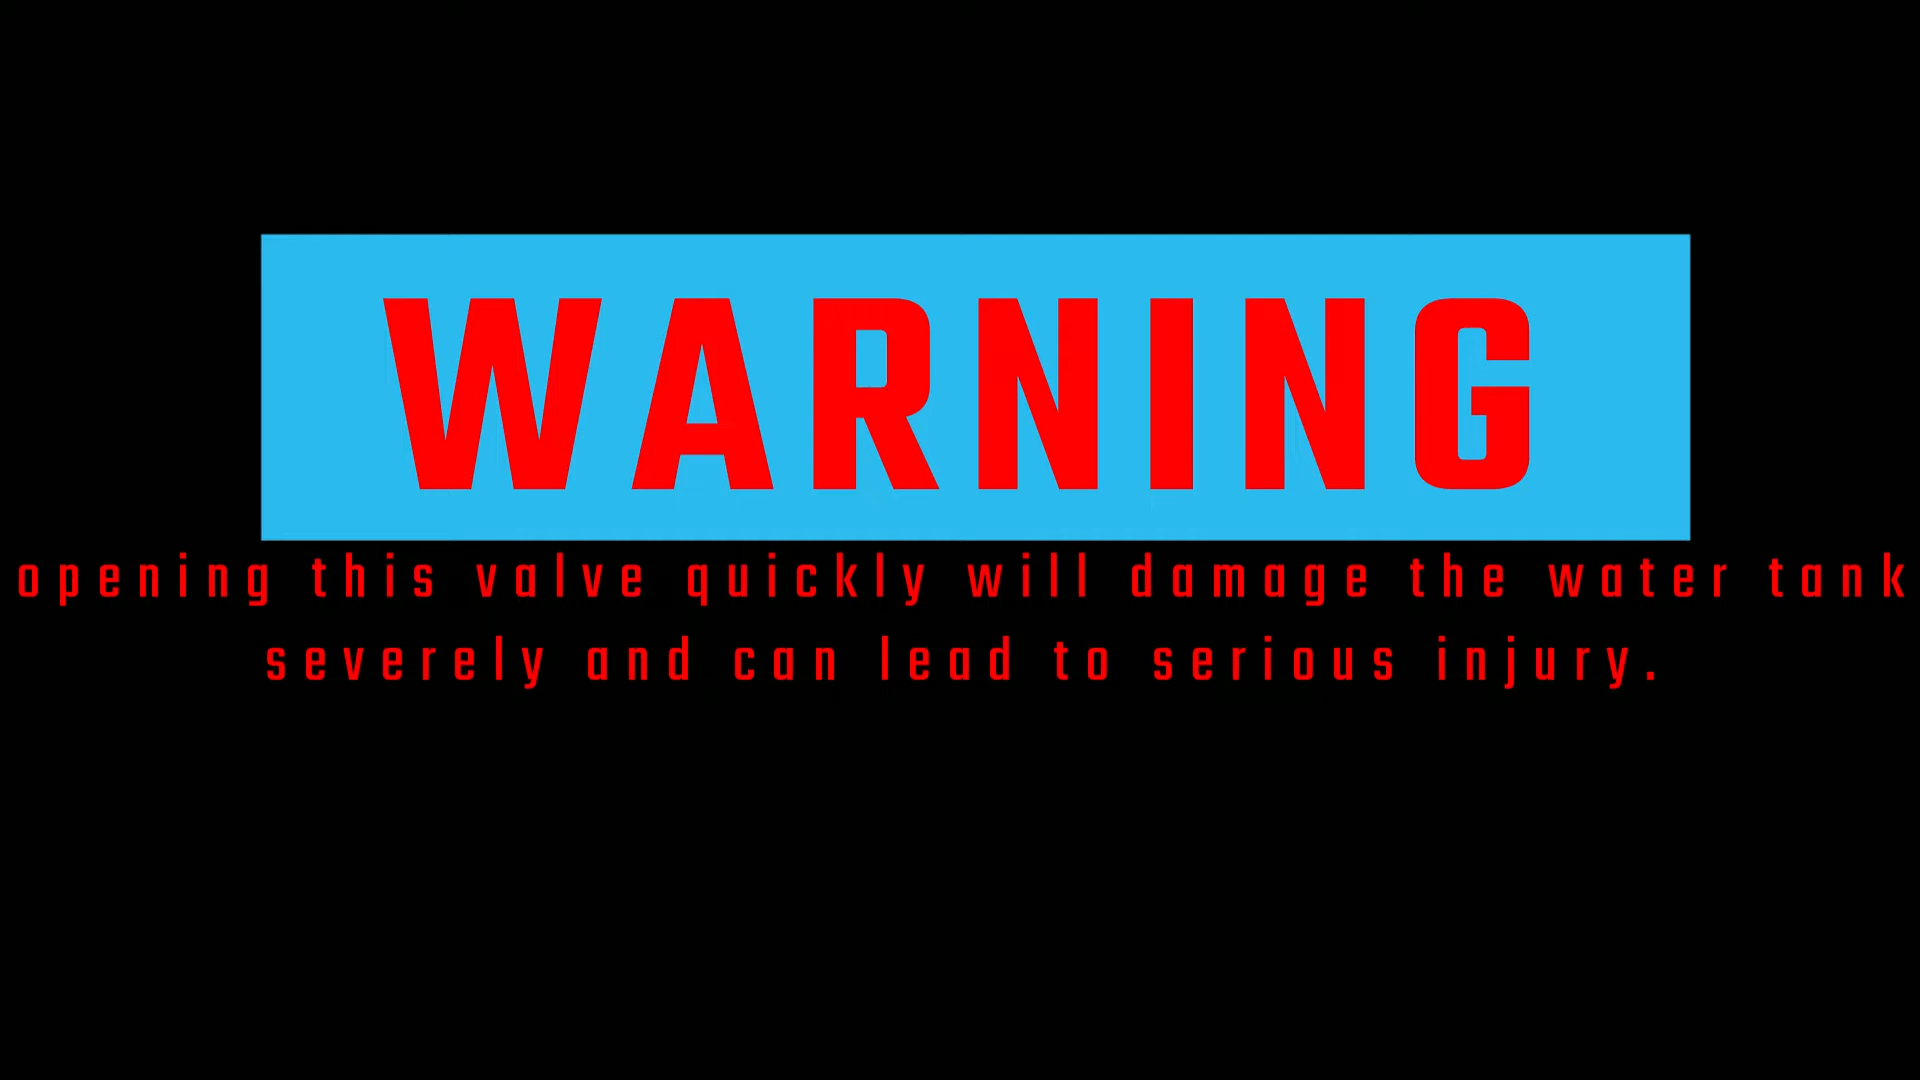 WARNING
opening this valve quickly will damage the water tank
severely and can lead to serious injury.